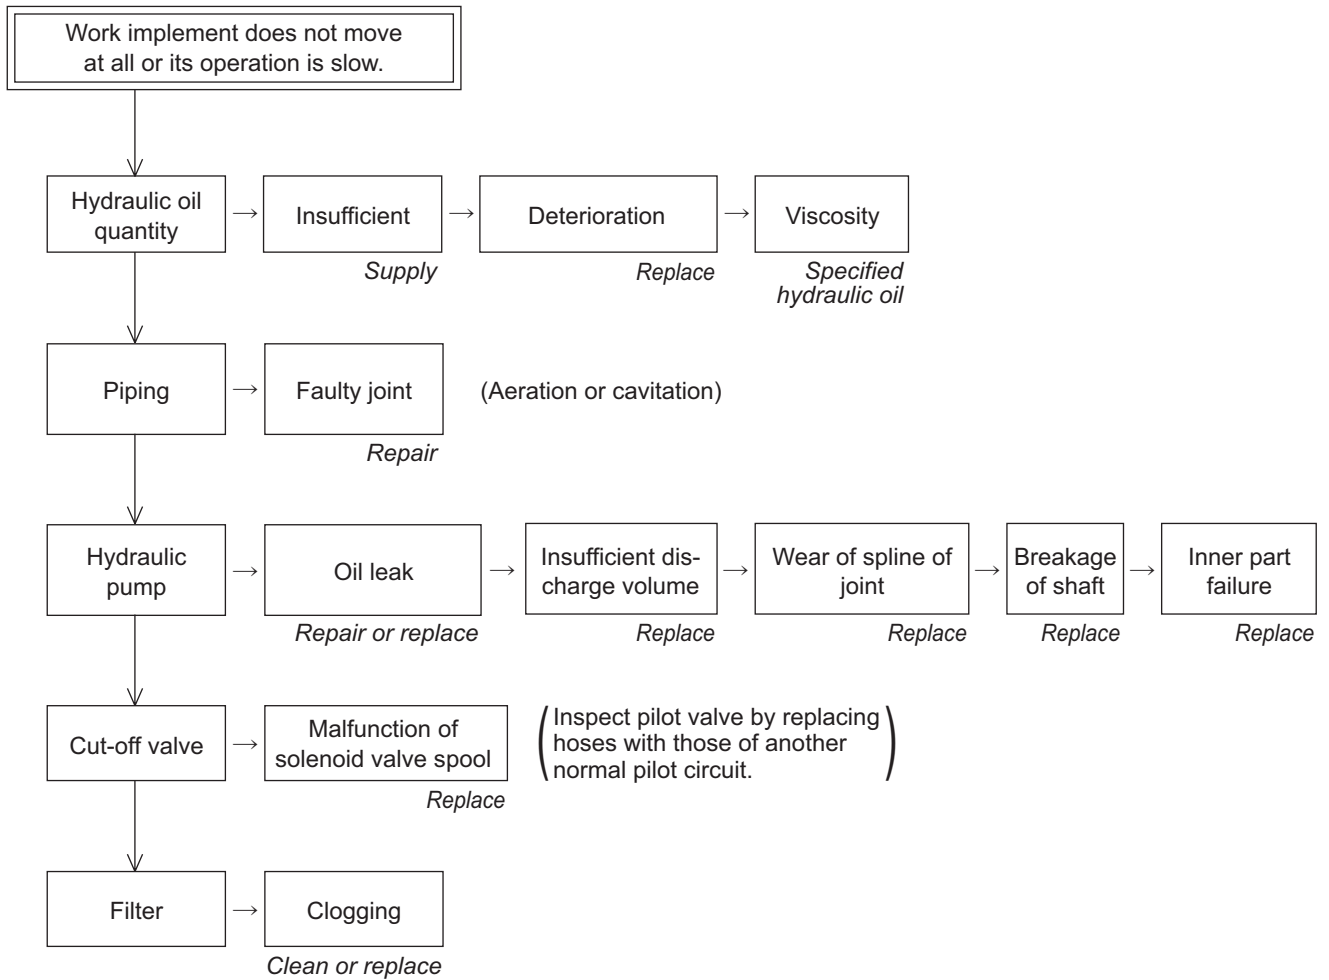 Work implement does not move
at all or its operation is slow.
Hydraulic oil
quantity
Insufficient
Supply
Deterioration
Replace
Viscosity
Specified
hydraulic oil
Piping
Faulty joint
Repair
(Aeration or cavitation)
Hydraulic
pump
Oil leak
Repair or replace
Insufficient dis-
charge volume
Replace
Wear of spline of
joint
Replace
Breakage
of shaft
Replace
Inner part
failure
Replace
Cut-off valve
Malfunction of
solenoid valve spool
Replace
(Inspect pilot valve by replacing
hoses with those of another
normal pilot circuit.)
Filter
Clogging
Clean or replace